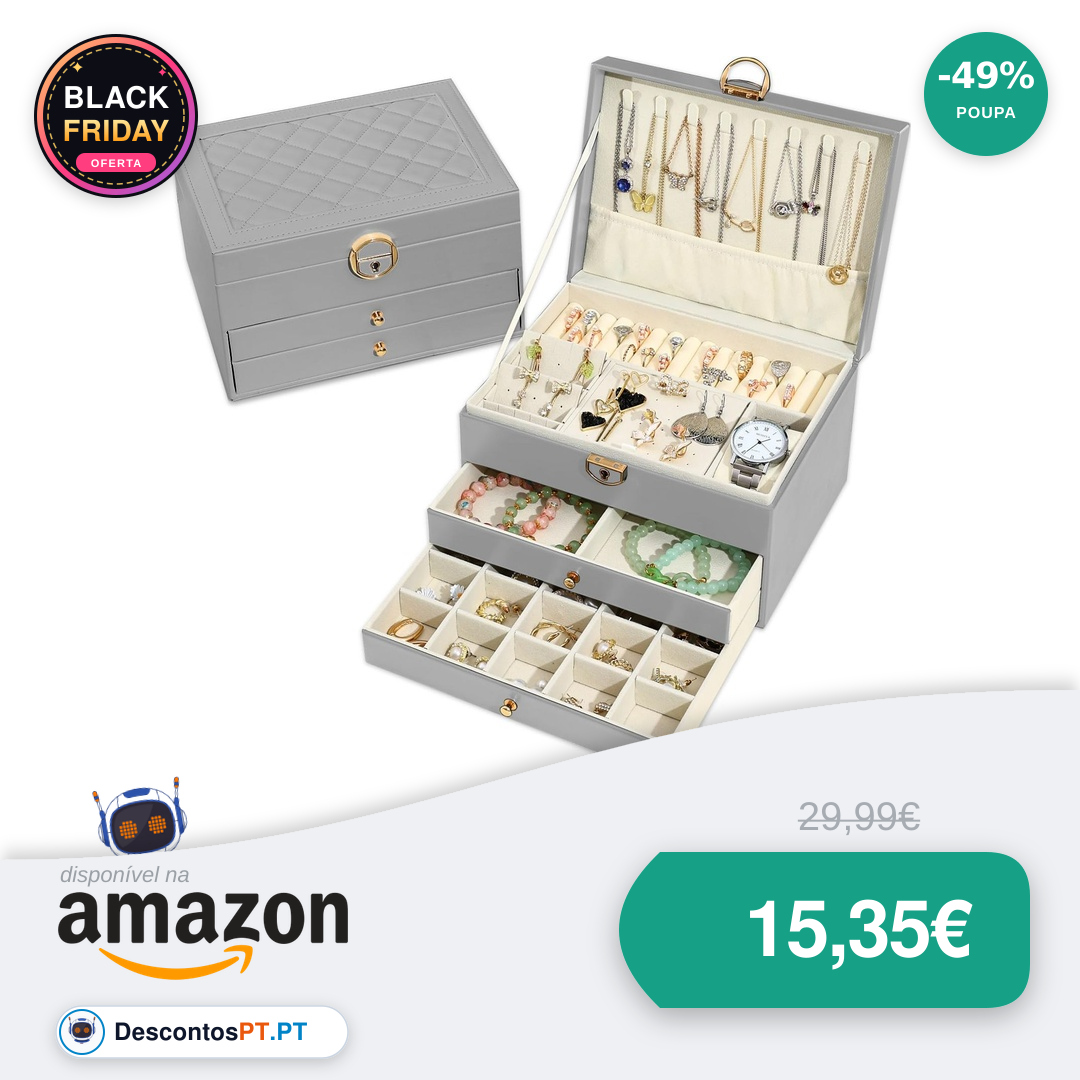 BLACK
FRIDAY
OFERTA
-49%
POUPA
29,99€
15,35€
disponível na
amazon
DescontosPT.PT